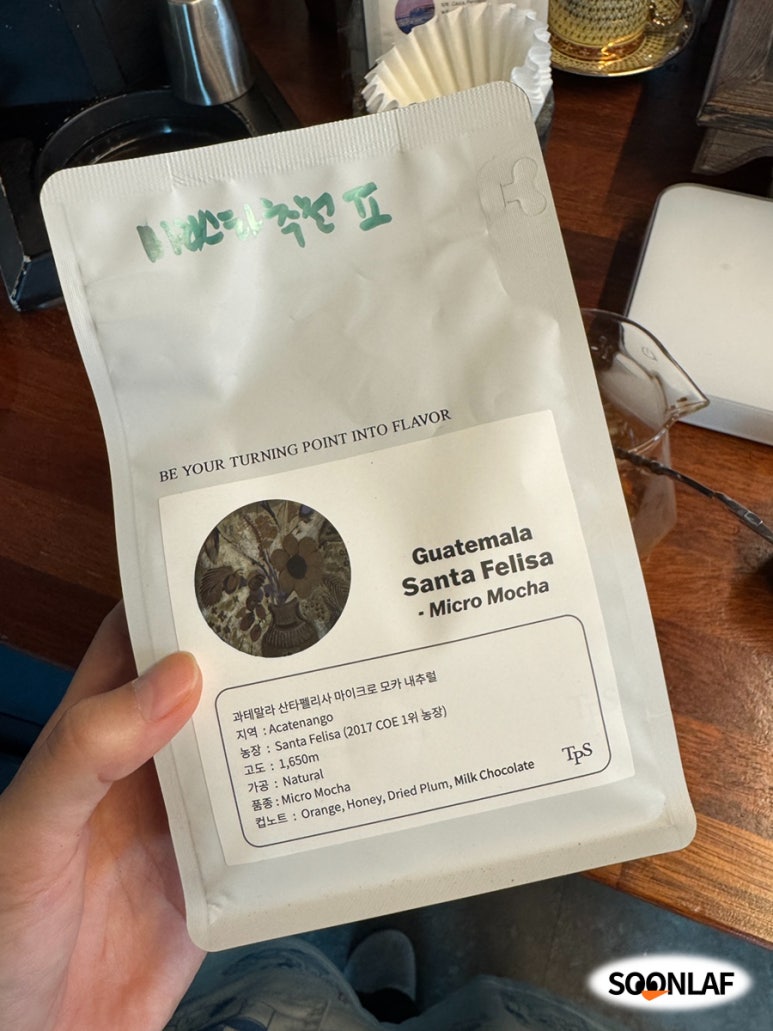 추천
BE YOUR TURNING POINT INTO FLAVOR
Guatemala
Santa Felisa
- Micro Mocha
과테말라 산타펠리사 마이크로 모카 내추럴
지역 : Acatenango
농장 : Santa Felisa (2017 COE 1위 농장)
고도 : 1,650m
가공 : Natural
품종 : Micro Mocha
컵노트 : Orange, Honey, Dried Plum, Milk Chocolate
TPS
SOONLAF